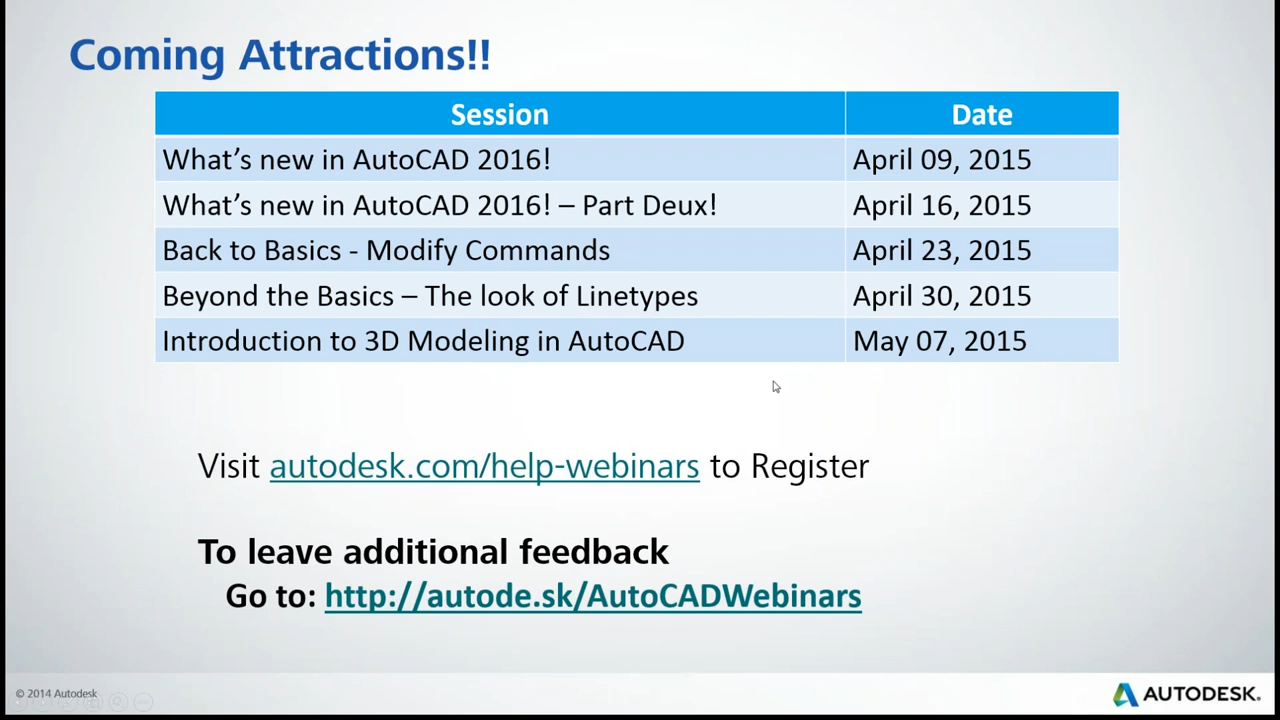 Coming Attractions!!
Session Date
What's new in AutoCAD 2016! April 09, 2015
What's new in AutoCAD 2016! – Part Deux! April 16, 2015
Back to Basics - Modify Commands April 23, 2015
Beyond the Basics – The look of Linetypes April 30, 2015
Introduction to 3D Modeling in AutoCAD May 07, 2015
Visit autodesk.com/help-webinars to Register
To leave additional feedback
Go to: http://autode.sk/AutoCADWebinars
© 2014 Autodesk
AUTODESK.